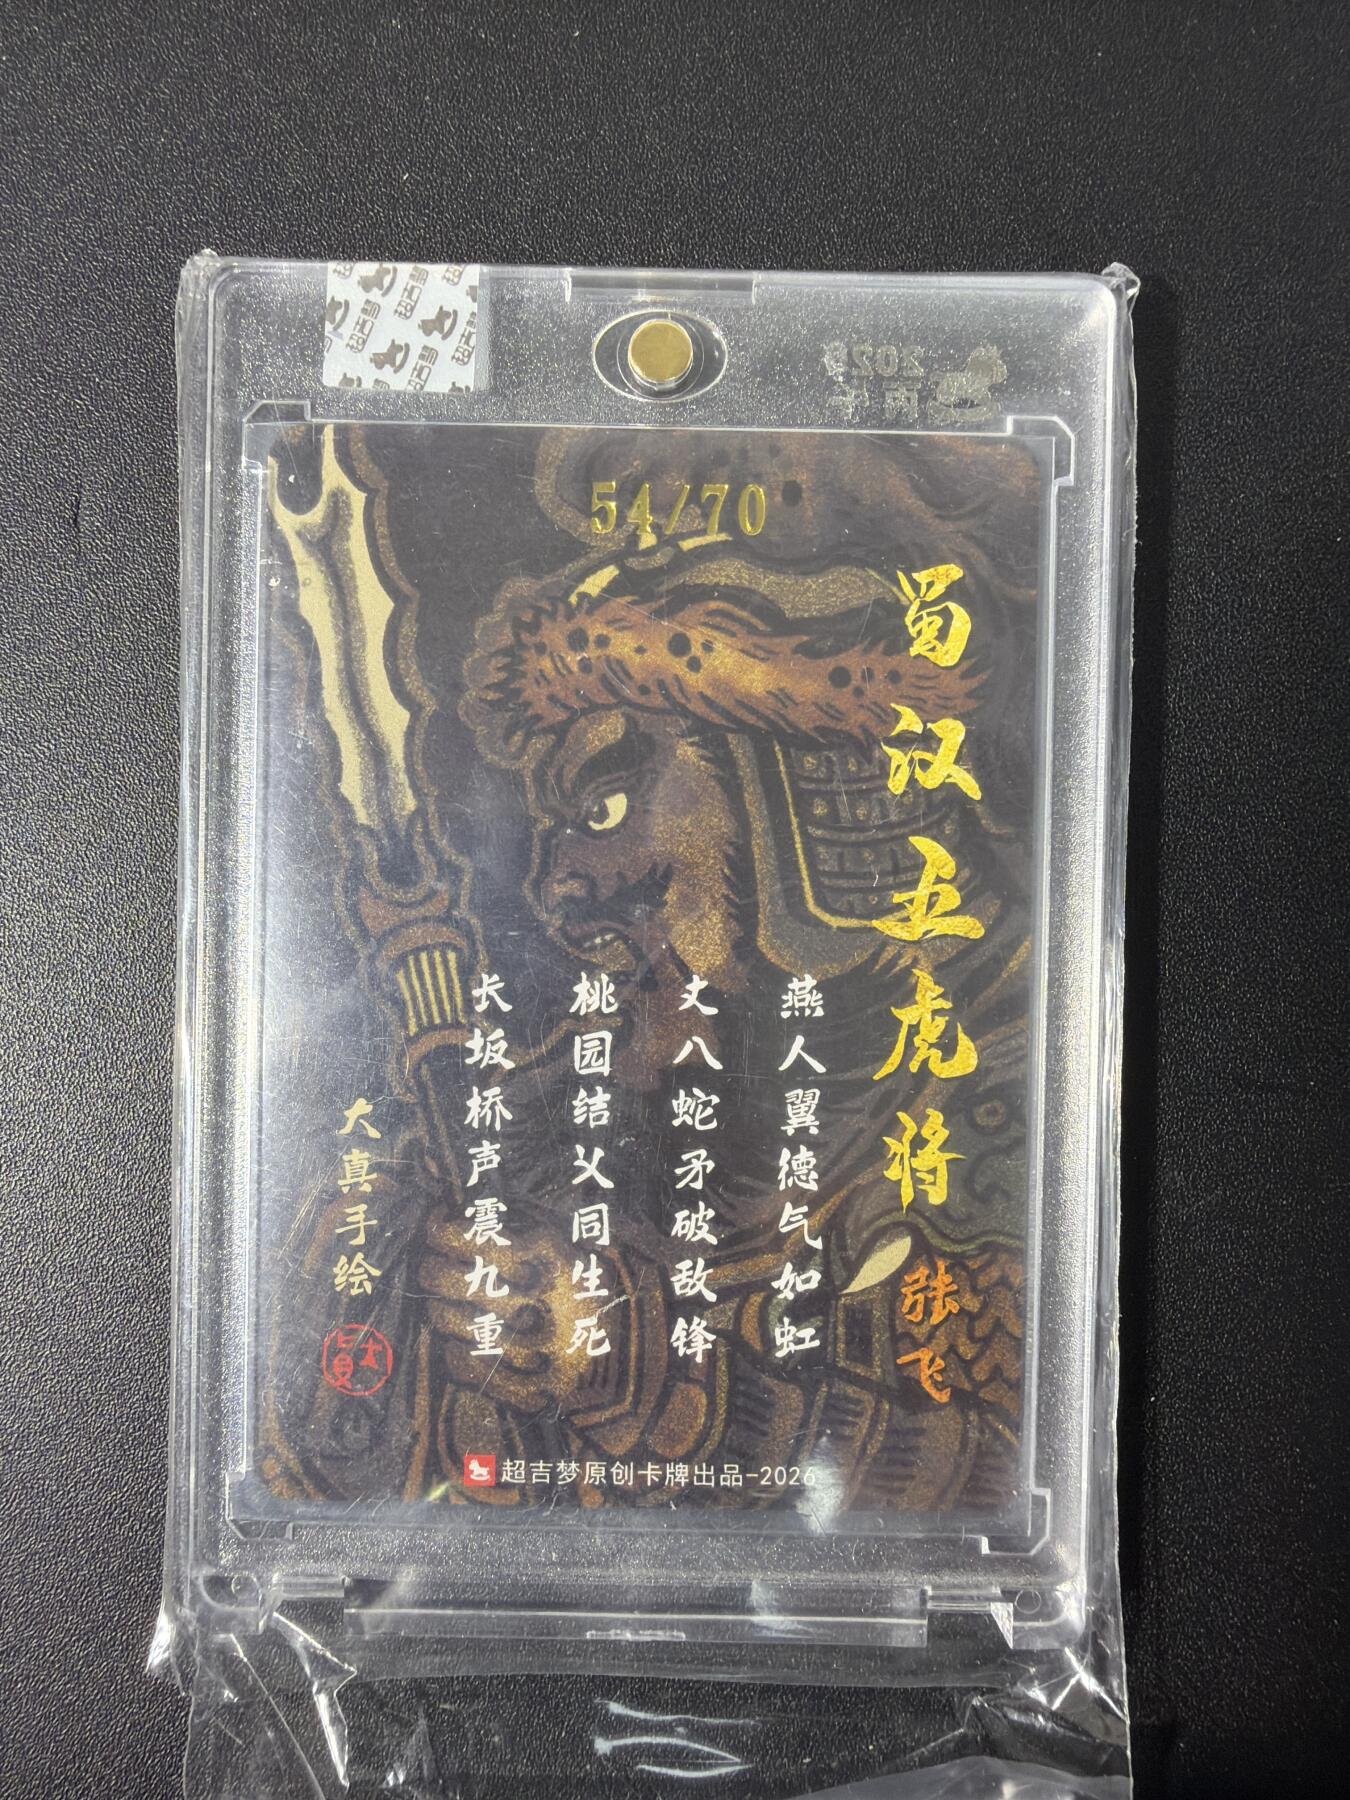 54/70
蜀汉五虎将
张飞
燕人翼德气如虹
丈八蛇矛破敌锋
桃园结义同生死
长坂桥声震九重
大真手绘
超吉梦原创卡牌出品-2026